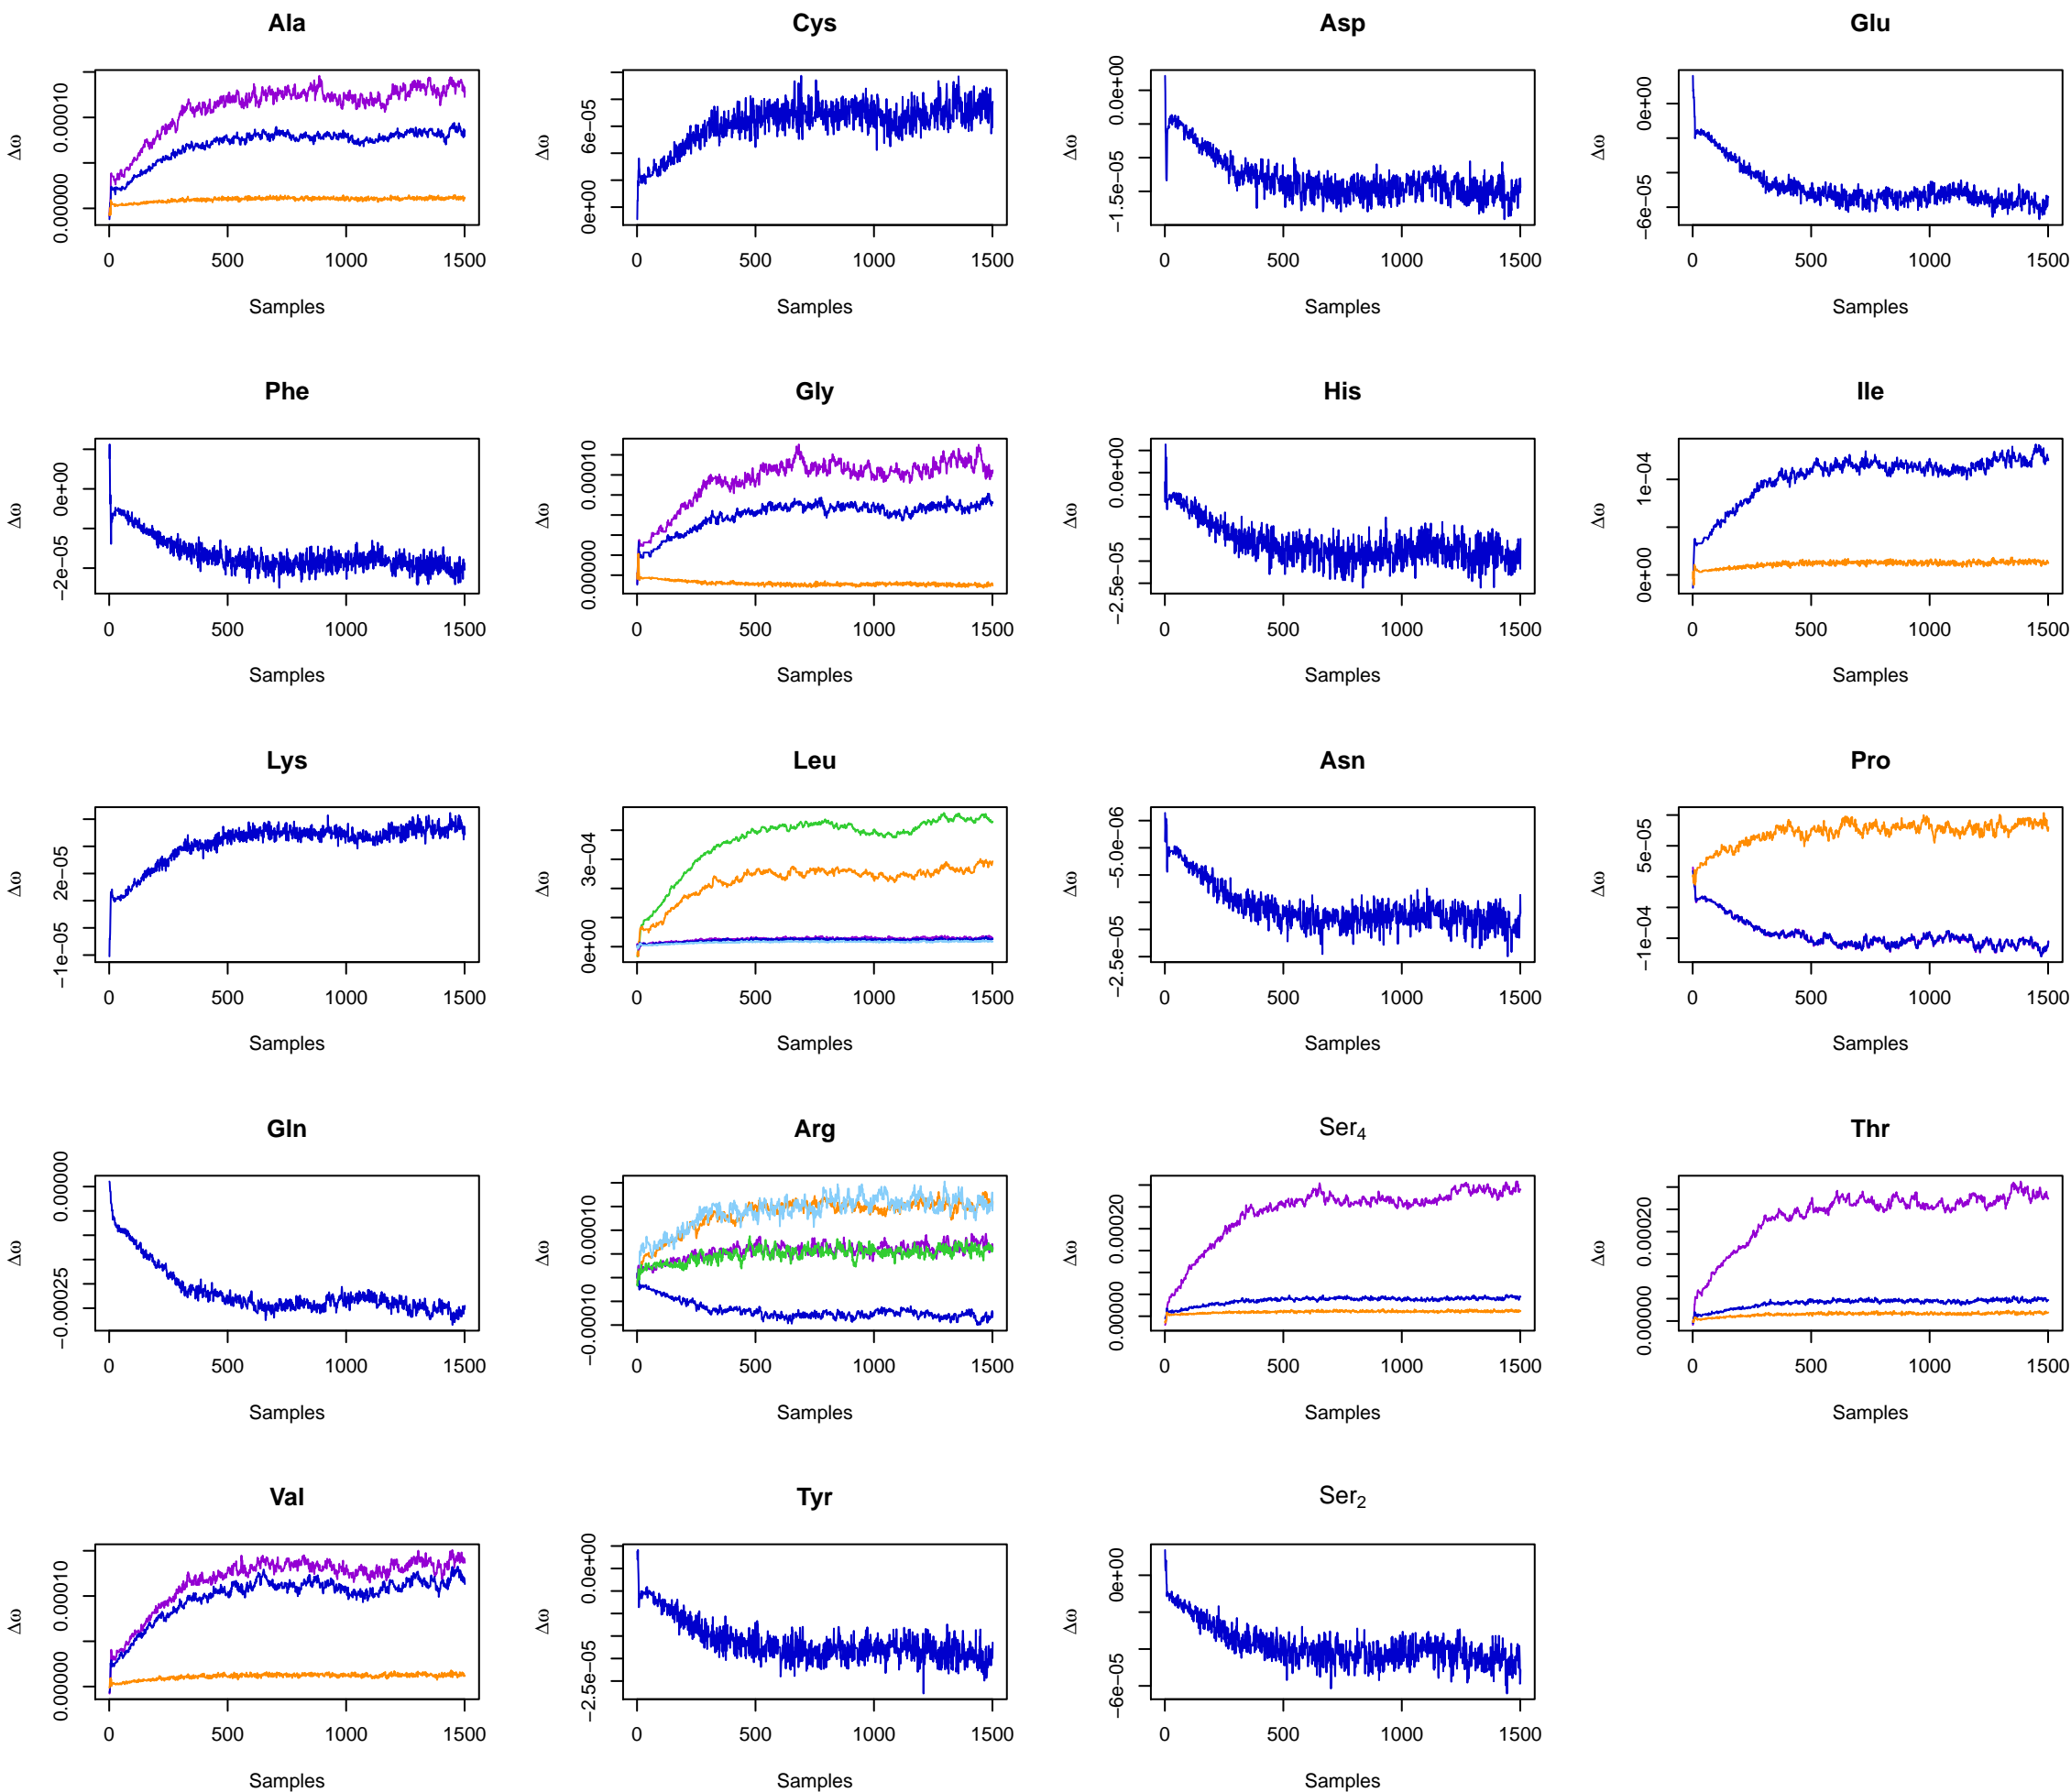 Ala
Δω
0.00000 0.00010
0 500 1000 1500
Samples
Cys
Δω
0e+00 6e−05
0 500 1000 1500
Samples
Asp
Δω
−1.5e−05 0.0e+00
0 500 1000 1500
Samples
Glu
Δω
−6e−05 0e+00
0 500 1000 1500
Samples
Phe
Δω
−2e−05 0e+00
0 500 1000 1500
Samples
Gly
Δω
0.00000 0.00010
0 500 1000 1500
Samples
His
Δω
−2.5e−05 0.0e+00
0 500 1000 1500
Samples
Ile
Δω
0e+00 1e−04
0 500 1000 1500
Samples
Lys
Δω
−1e−05 2e−05
0 500 1000 1500
Samples
Leu
Δω
0e+00 3e−04
0 500 1000 1500
Samples
Asn
Δω
−2.5e−05 −5.0e−06
0 500 1000 1500
Samples
Pro
Δω
−1e−04 5e−05
0 500 1000 1500
Samples
Gln
Δω
−0.00025 0.00000
0 500 1000 1500
Samples
Arg
Δω
−0.00010 0.00010
0 500 1000 1500
Samples
Ser4
Δω
0.00000 0.00020
0 500 1000 1500
Samples
Thr
Δω
0.00000 0.00020
0 500 1000 1500
Samples
Val
Δω
0.00000 0.00010
0 500 1000 1500
Samples
Tyr
Δω
−2.5e−05 0.0e+00
0 500 1000 1500
Samples
Ser2
Δω
−6e−05 0e+00
0 500 1000 1500
Samples